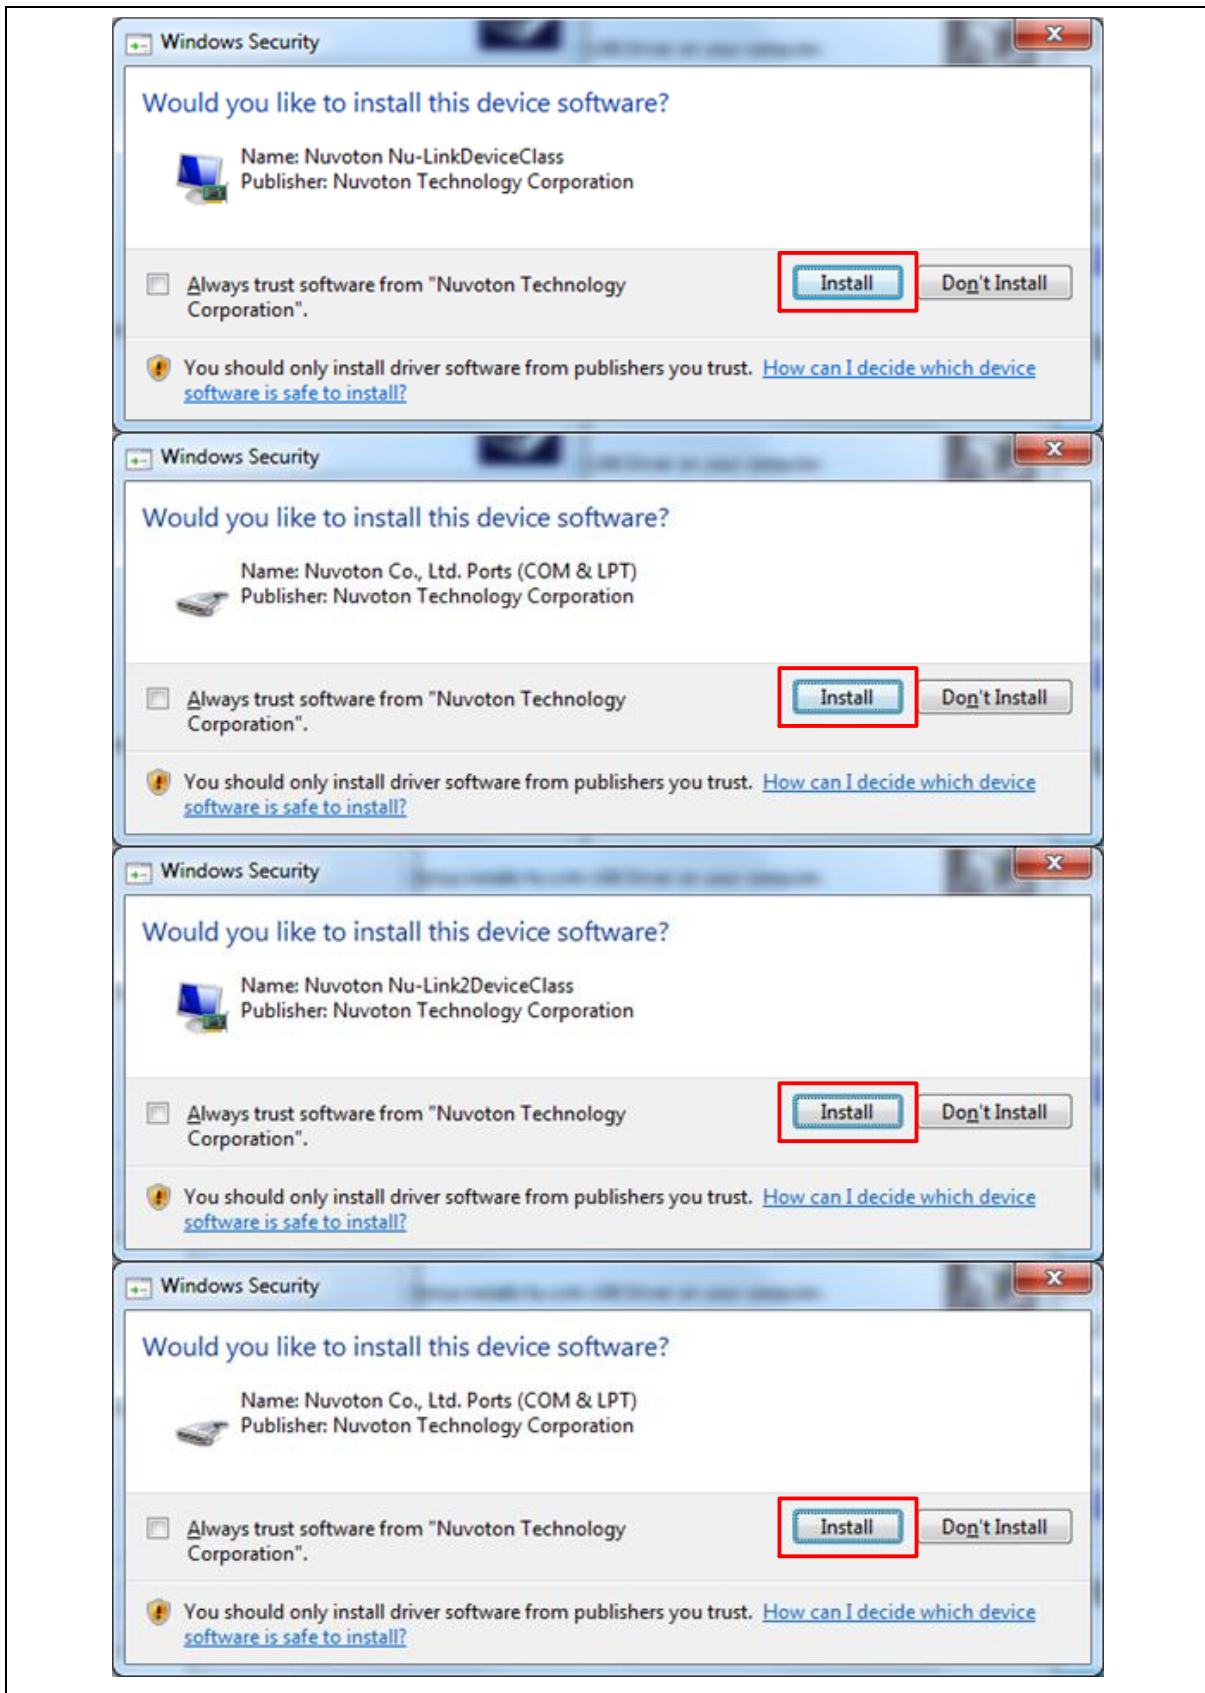 Windows Security
Would you like to install this device software?
Name: Nuvoton Nu-LinkDeviceClass
Publisher: Nuvoton Technology Corporation
Always trust software from "Nuvoton Technology
Corporation".
Install
Don't Install
You should only install driver software from publishers you trust. How can I decide which device
software is safe to install?
Windows Security
Would you like to install this device software?
Name: Nuvoton Co., Ltd. Ports (COM & LPT)
Publisher: Nuvoton Technology Corporation
Always trust software from "Nuvoton Technology
Corporation".
Install
Don't Install
You should only install driver software from publishers you trust. How can I decide which device
software is safe to install?
Windows Security
Would you like to install this device software?
Name: Nuvoton Nu-Link2DeviceClass
Publisher: Nuvoton Technology Corporation
Always trust software from "Nuvoton Technology
Corporation".
Install
Don't Install
You should only install driver software from publishers you trust. How can I decide which device
software is safe to install?
Windows Security
Would you like to install this device software?
Name: Nuvoton Co., Ltd. Ports (COM & LPT)
Publisher: Nuvoton Technology Corporation
Always trust software from "Nuvoton Technology
Corporation".
Install
Don't Install
You should only install driver software from publishers you trust. How can I decide which device
software is safe to install?